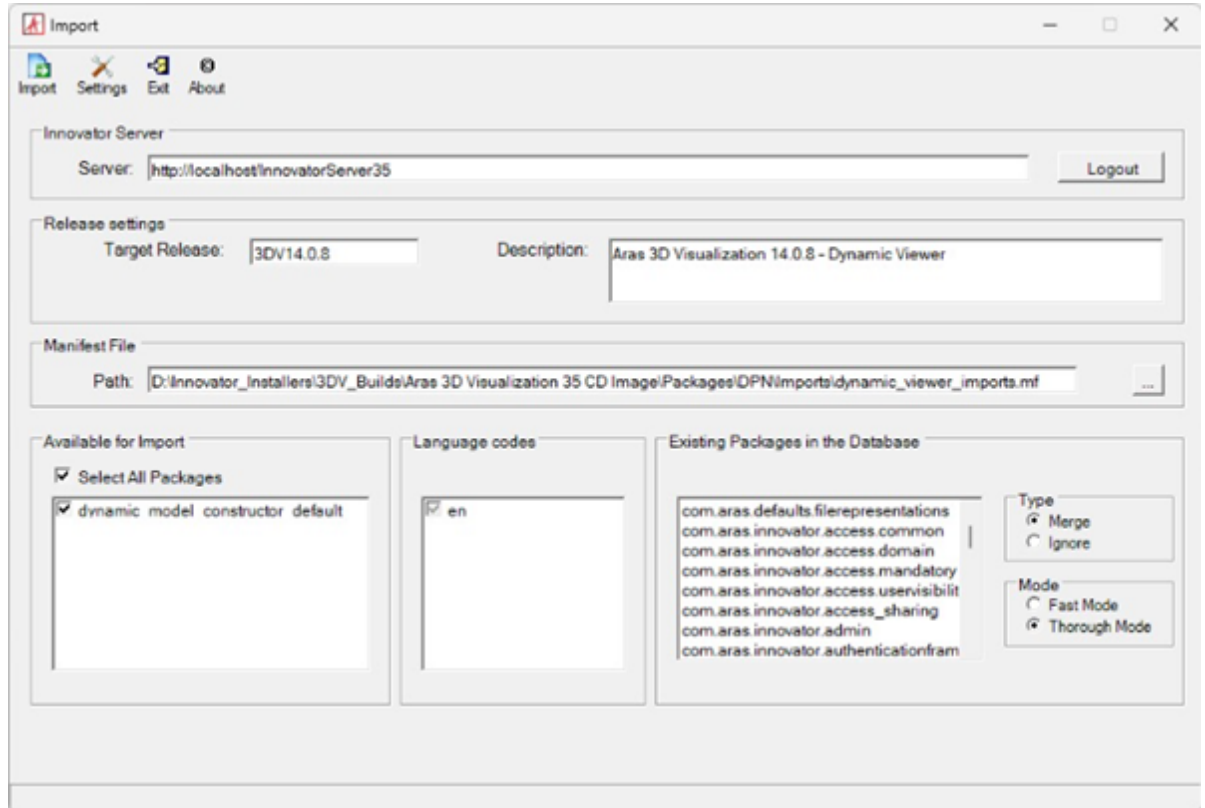 Import
Import Settings Exit About
Innovator Server
Server: http://localhost/InnovatorServer35 Logout
Release settings
Target Release: 3DV14.0.8 Description: Aras 3D Visualization 14.0.8 - Dynamic Viewer
Manifest File
Path: D:\Innovator_Installers\3DV_Builds\Aras 3D Visualization 35 CD Image\Packages\DPN\Imports\dynamic_viewer_imports.mf ...
Available for Import
Select All Packages
dynamic_model_constructor_default
Language codes
en
Existing Packages in the Database
com.aras.defaults.filerepresentations
com.aras.innovator.access.common
com.aras.innovator.access.domain
com.aras.innovator.access.mandatory
com.aras.innovator.access.uservisibilit
com.aras.innovator.access_sharing
com.aras.innovator.admin
com.aras.innovator.authenticationfram
Type
Merge
Ignore
Mode
Fast Mode
Thorough Mode